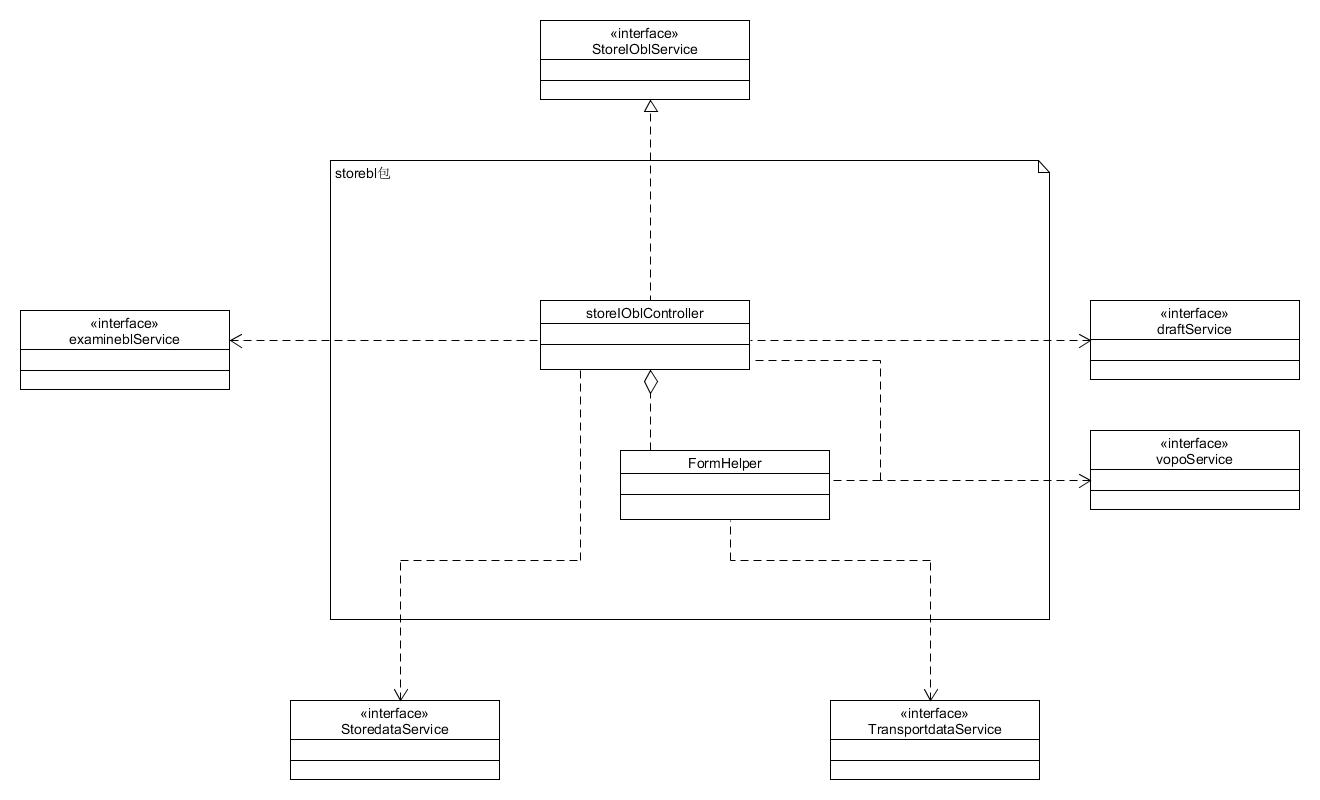 «interface»
StoreIOblService
storebl包
storeIOblController
«interface»
examineblService
«interface»
draftService
«interface»
vopoService
FormHelper
«interface»
StoredataService
«interface»
TransportdataService